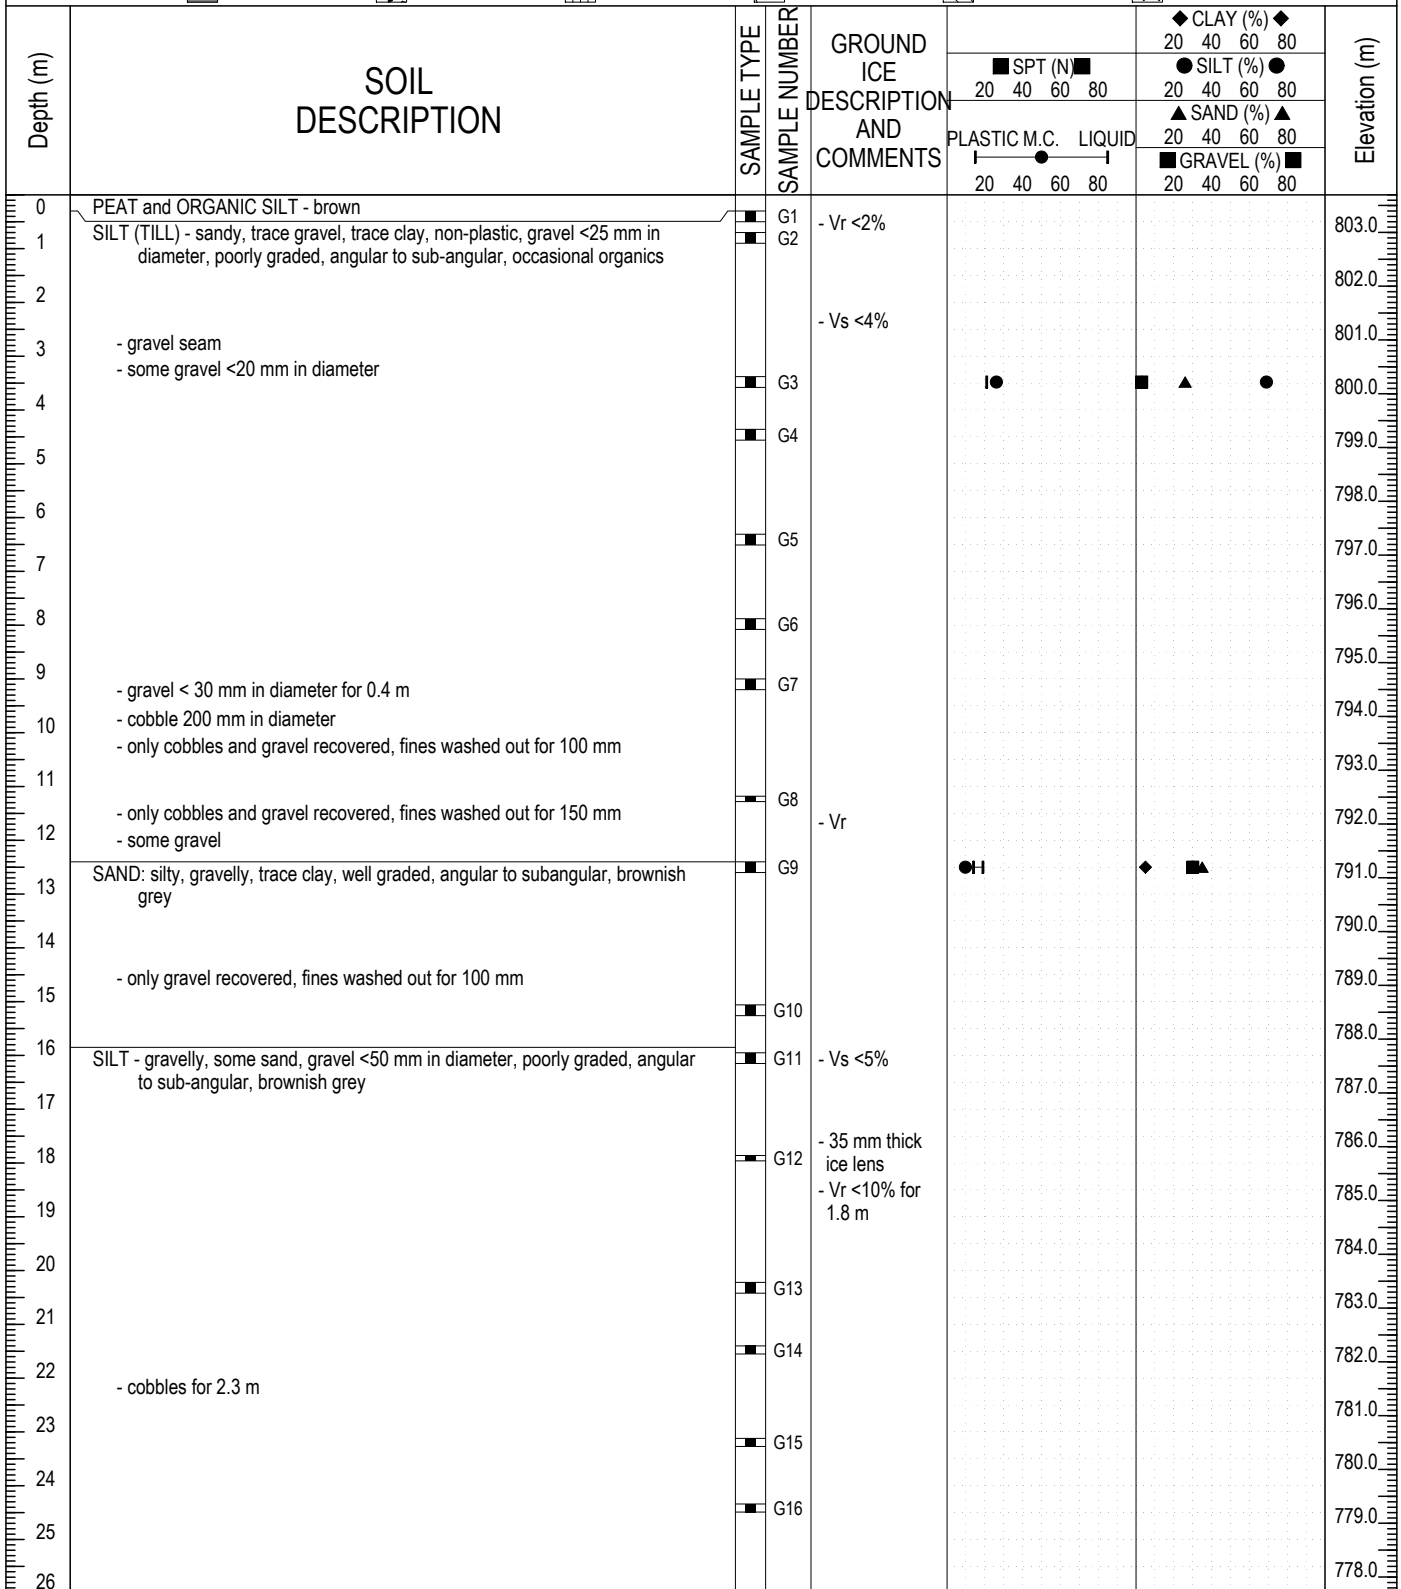 Depth (m)
SOIL
DESCRIPTION
SAMPLE TYPE
SAMPLE NUMBER
GROUND
ICE
DESCRIPTION
AND
COMMENTS
SPT (N)
20 40 60 80
PLASTIC M.C. LIQUID
20 40 60 80
CLAY (%)
20 40 60 80
SILT (%)
20 40 60 80
SAND (%)
20 40 60 80
GRAVEL (%)
20 40 60 80
Elevation (m)
0
PEAT and ORGANIC SILT - brown
G1
- Vr <2%
803.0
1
SILT (TILL) - sandy, trace gravel, trace clay, non-plastic, gravel <25 mm in
diameter, poorly graded, angular to sub-angular, occasional organics
G2
802.0
2
- Vs <4%
801.0
3
- gravel seam
- some gravel <20 mm in diameter
G3
800.0
4
G4
799.0
5
798.0
6
G5
797.0
7
796.0
8
G6
795.0
9
- gravel < 30 mm in diameter for 0.4 m
G7
794.0
- cobble 200 mm in diameter
10
- only cobbles and gravel recovered, fines washed out for 100 mm
793.0
11
G8
- only cobbles and gravel recovered, fines washed out for 150 mm
- Vr
792.0
12
- some gravel
G9
791.0
SAND: silty, gravelly, trace clay, well graded, angular to subangular, brownish
grey
13
790.0
14
- only gravel recovered, fines washed out for 100 mm
789.0
15
G10
788.0
16
SILT - gravelly, some sand, gravel <50 mm in diameter, poorly graded, angular
to sub-angular, brownish grey
G11
- Vs <5%
787.0
17
- 35 mm thick
ice lens
786.0
18
G12
- Vr <10% for
1.8 m
785.0
19
784.0
20
G13
783.0
21
G14
782.0
22
- cobbles for 2.3 m
781.0
23
G15
780.0
24
G16
779.0
25
778.0
26